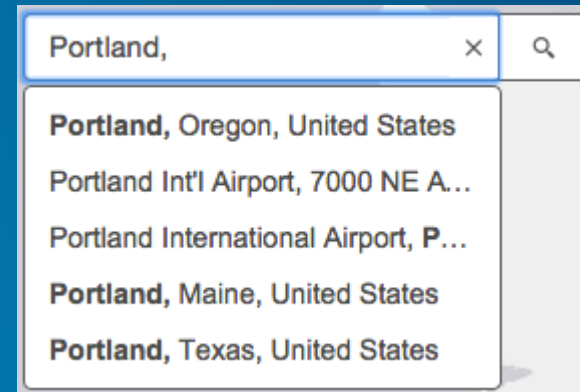 Portland,
Portland, Oregon, United States
Portland Int'l Airport, 7000 NE A...
Portland International Airport, P...
Portland, Maine, United States
Portland, Texas, United States